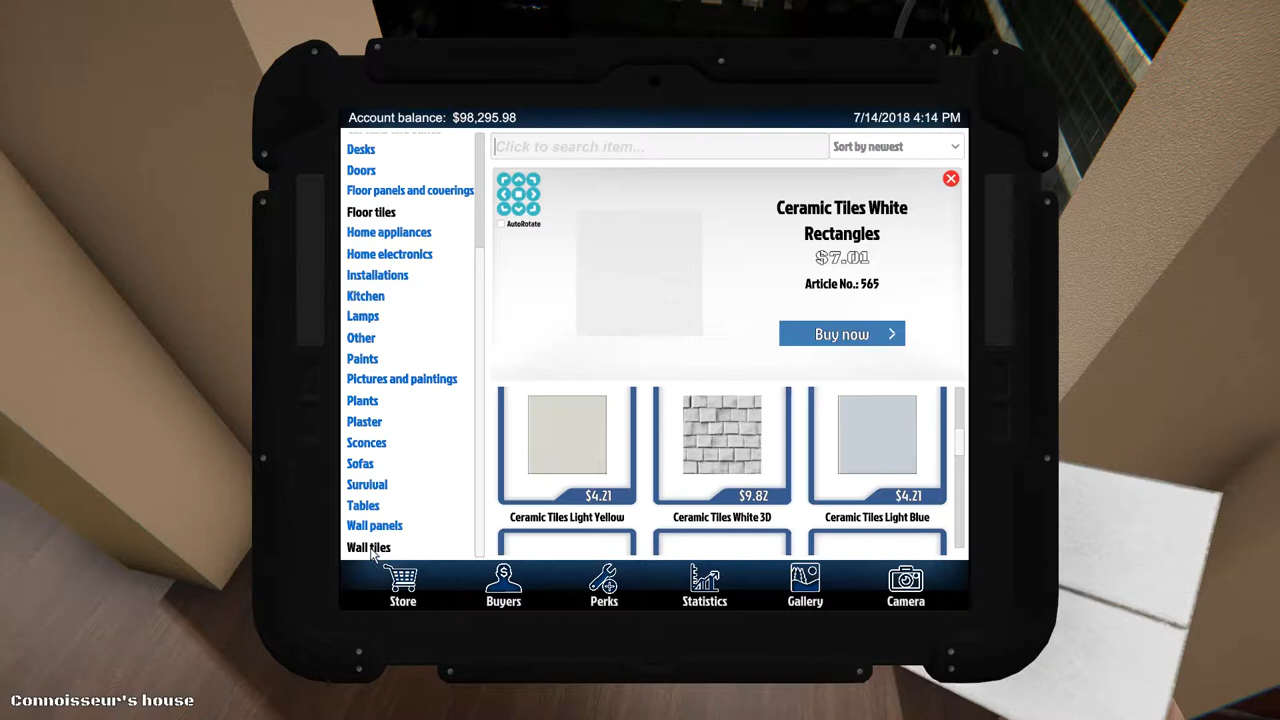 Account balance: $98,295.98
7/14/2018 4:14 PM
Desks
Doors
Floor panels and coverings
Floor tiles
Home appliances
Home electronics
Installations
Kitchen
Lamps
Other
Paints
Pictures and paintings
Plants
Plaster
Sconces
Sofas
Survival
Tables
Wall panels
Wall tiles
Click to search item...
Sort by newest
AutoRotate
Ceramic Tiles White
Rectangles
$7.01
Article No.: 565
Buy now
$4.21
$9.82
$4.21
Ceramic Tiles Light Yellow
Ceramic Tiles White 3D
Ceramic Tiles Light Blue
Store
Buyers
Perks
Statistics
Gallery
Camera
Connoisseur's house